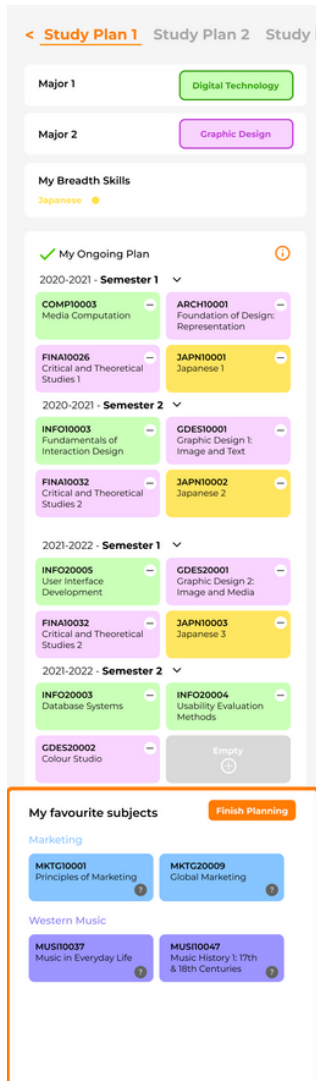 < Study Plan 1 Study Plan 2 Study
Major 1
Digital Technology
Major 2
Graphic Design
My Breadth Skills
Japanese
My Ongoing Plan
2020-2021 - Semester 1
COMP10003
Media Computation
ARCH10001
Foundation of Design:
Representation
FINA10026
Critical and Theoretical
Studies 1
JAPN10001
Japanese 1
2020-2021 - Semester 2
INFO10003
Fundamentals of
Interaction Design
GDES10001
Graphic Design 1:
Image and Text
FINA10032
Critical and Theoretical
Studies 2
JAPN10002
Japanese 2
2021-2022 - Semester 1
INFO20005
User Interface
Development
GDES20001
Graphic Design 2:
Image and Media
FINA10032
Critical and Theoretical
Studies 2
JAPN10003
Japanese 3
2021-2022 - Semester 2
INFO20003
Database Systems
INFO20004
Usability Evaluation
Methods
GDES20002
Colour Studio
Empty
My favourite subjects
Finish Planning
Marketing
MKTG10001
Principles of Marketing
?
MKTG20009
Global Marketing
?
Western Music
MUSI10037
Music in Everyday Life
?
MUSI10047
Music History 1: 17th
& 18th Centuries
?